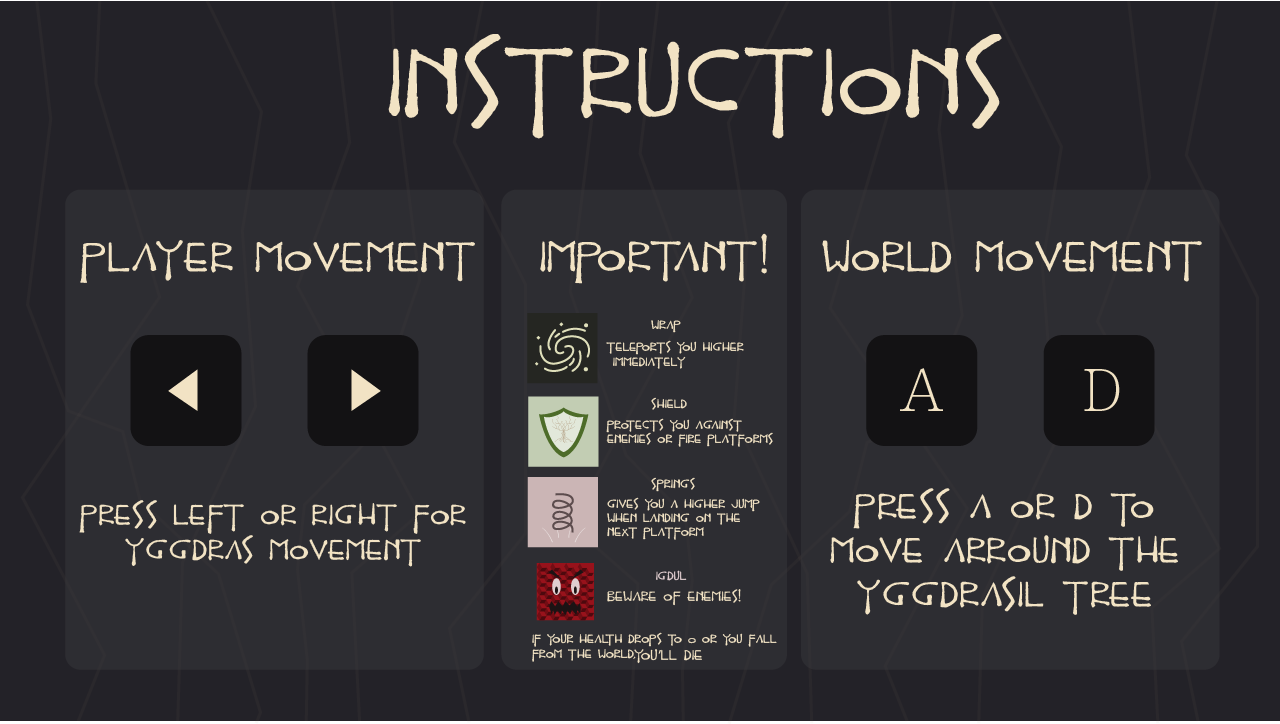 INSTRUCTIONS
PLAYER MOVEMENT
PRESS LEFT OR RIGHT FOR
YGGDRAS MOVEMENT
IMPORTANT!
WRAP
TELEPORTS YOU HIGHER
IMMEDIATELY
SHIELD
PROTECTS YOU AGAINST
ENEMIES OR FIRE PLATFORMS
SPRINGS
GIVES YOU A HIGHER JUMP
WHEN LANDING ON THE
NEXT PLATFORM
IGDUL
BEWARE OF ENEMIES!
IF YOUR HEALTH DROPS TO 0 OR YOU FALL
FROM THE WORLD,YOU'LL DIE
WORLD MOVEMENT
A D
PRESS A OR D TO
MOVE ARROUND THE
YGGDRASIL TREE